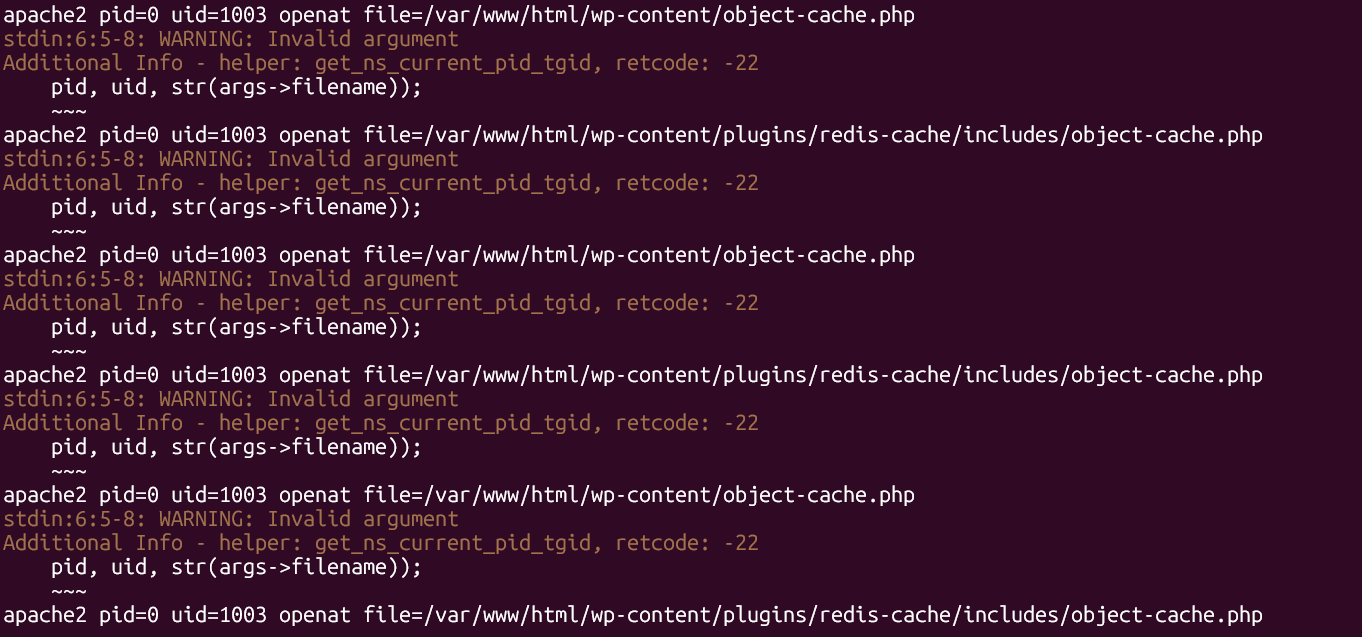 apache2 pid=0 uid=1003 openat file=/var/www/html/wp-content/object-cache.php
stdin:6:5-8: WARNING: Invalid argument
Additional Info - helper: get_ns_current_pid_tgid, retcode: -22
    pid, uid, str(args->filename));
    ~~~
apache2 pid=0 uid=1003 openat file=/var/www/html/wp-content/plugins/redis-cache/includes/object-cache.php
stdin:6:5-8: WARNING: Invalid argument
Additional Info - helper: get_ns_current_pid_tgid, retcode: -22
    pid, uid, str(args->filename));
    ~~~
apache2 pid=0 uid=1003 openat file=/var/www/html/wp-content/object-cache.php
stdin:6:5-8: WARNING: Invalid argument
Additional Info - helper: get_ns_current_pid_tgid, retcode: -22
    pid, uid, str(args->filename));
    ~~~
apache2 pid=0 uid=1003 openat file=/var/www/html/wp-content/plugins/redis-cache/includes/object-cache.php
stdin:6:5-8: WARNING: Invalid argument
Additional Info - helper: get_ns_current_pid_tgid, retcode: -22
    pid, uid, str(args->filename));
    ~~~
apache2 pid=0 uid=1003 openat file=/var/www/html/wp-content/object-cache.php
stdin:6:5-8: WARNING: Invalid argument
Additional Info - helper: get_ns_current_pid_tgid, retcode: -22
    pid, uid, str(args->filename));
    ~~~
apache2 pid=0 uid=1003 openat file=/var/www/html/wp-content/plugins/redis-cache/includes/object-cache.php